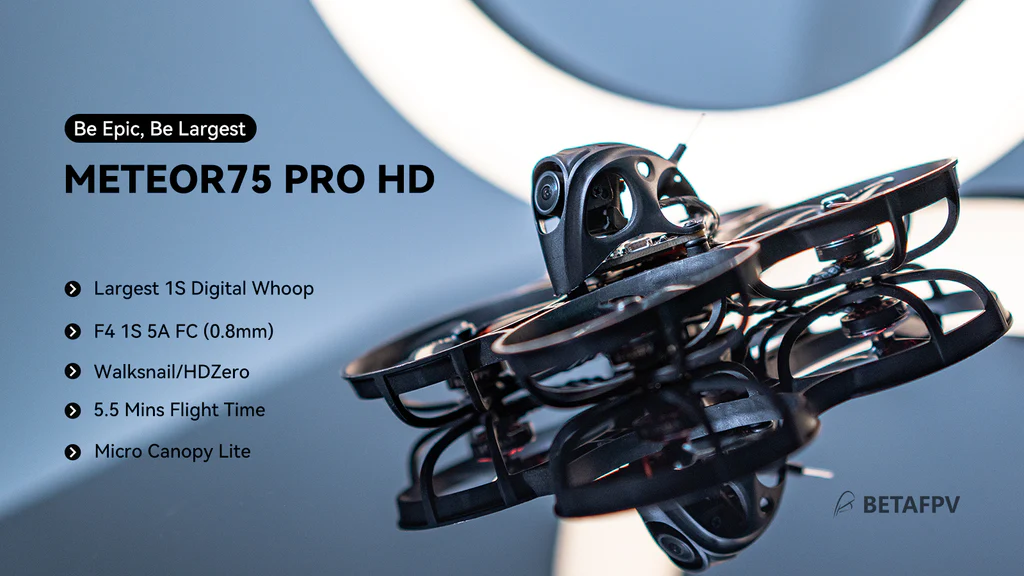 Be Epic, Be Largest
METEOR75 PRO HD
Largest 1S Digital Whoop
F4 1S 5A FC (0.8mm)
Walksnail/HDZero
5.5 Mins Flight Time
Micro Canopy Lite
BETAFPV